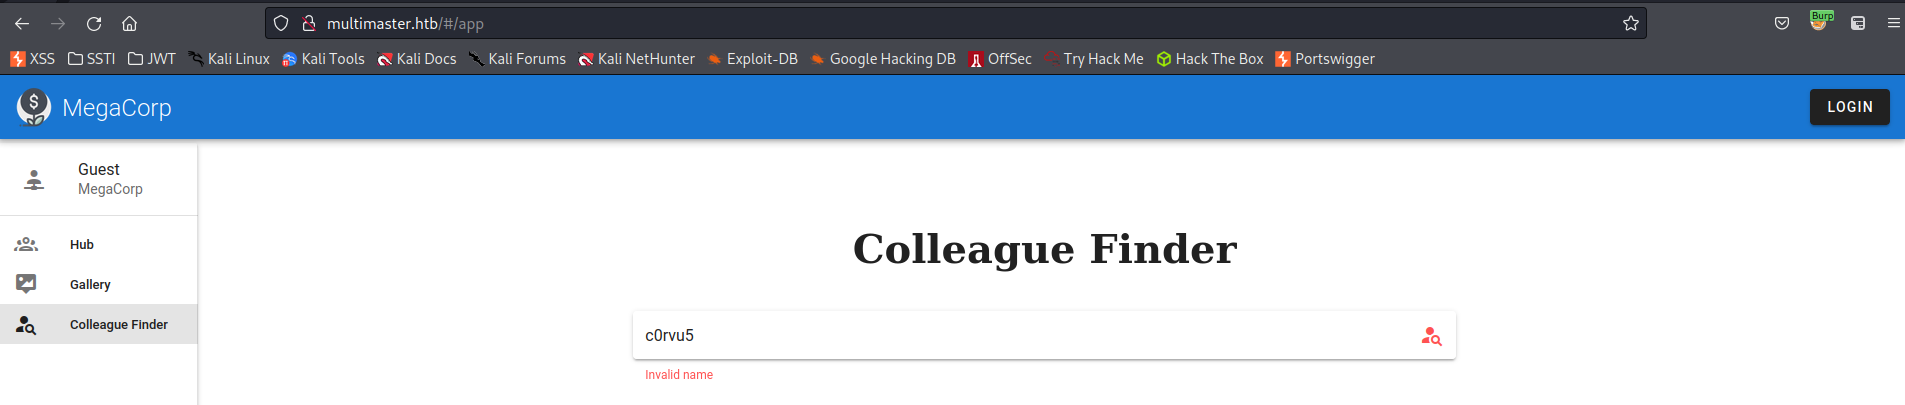 Burp
multimaster.htb/#/app
XSS SSTI JWT Kali Linux Kali Tools Kali Docs Kali Forums Kali NetHunter Exploit-DB Google Hacking DB OffSec Try Hack Me Hack The Box Portswigger
$ MegaCorp LOGIN
Guest
MegaCorp
Hub
Gallery
Colleague Finder
Colleague Finder
c0rvu5
Invalid name